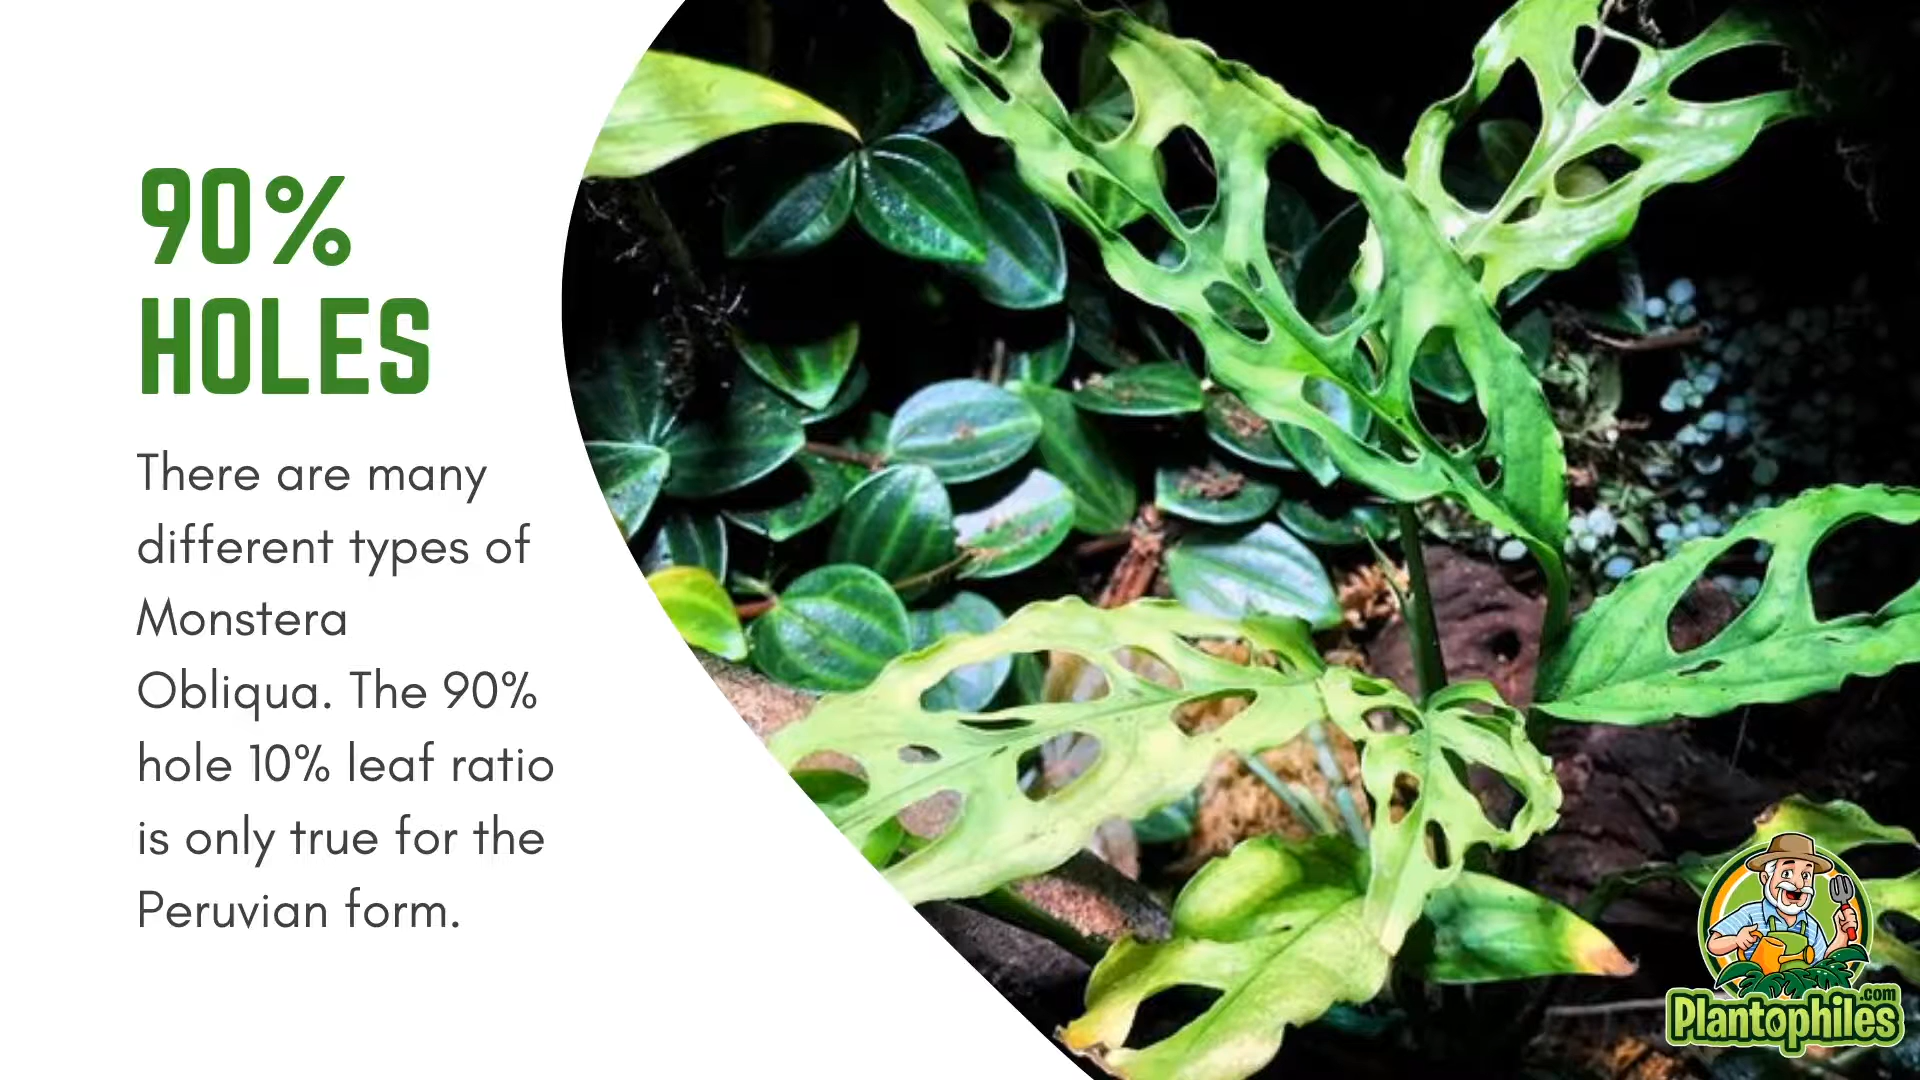 90%
HOLES
There are many
different types of
Monstera
Obliqua. The 90%
hole 10% leaf ratio
is only true for the
Peruvian form.
Plantophiles.com